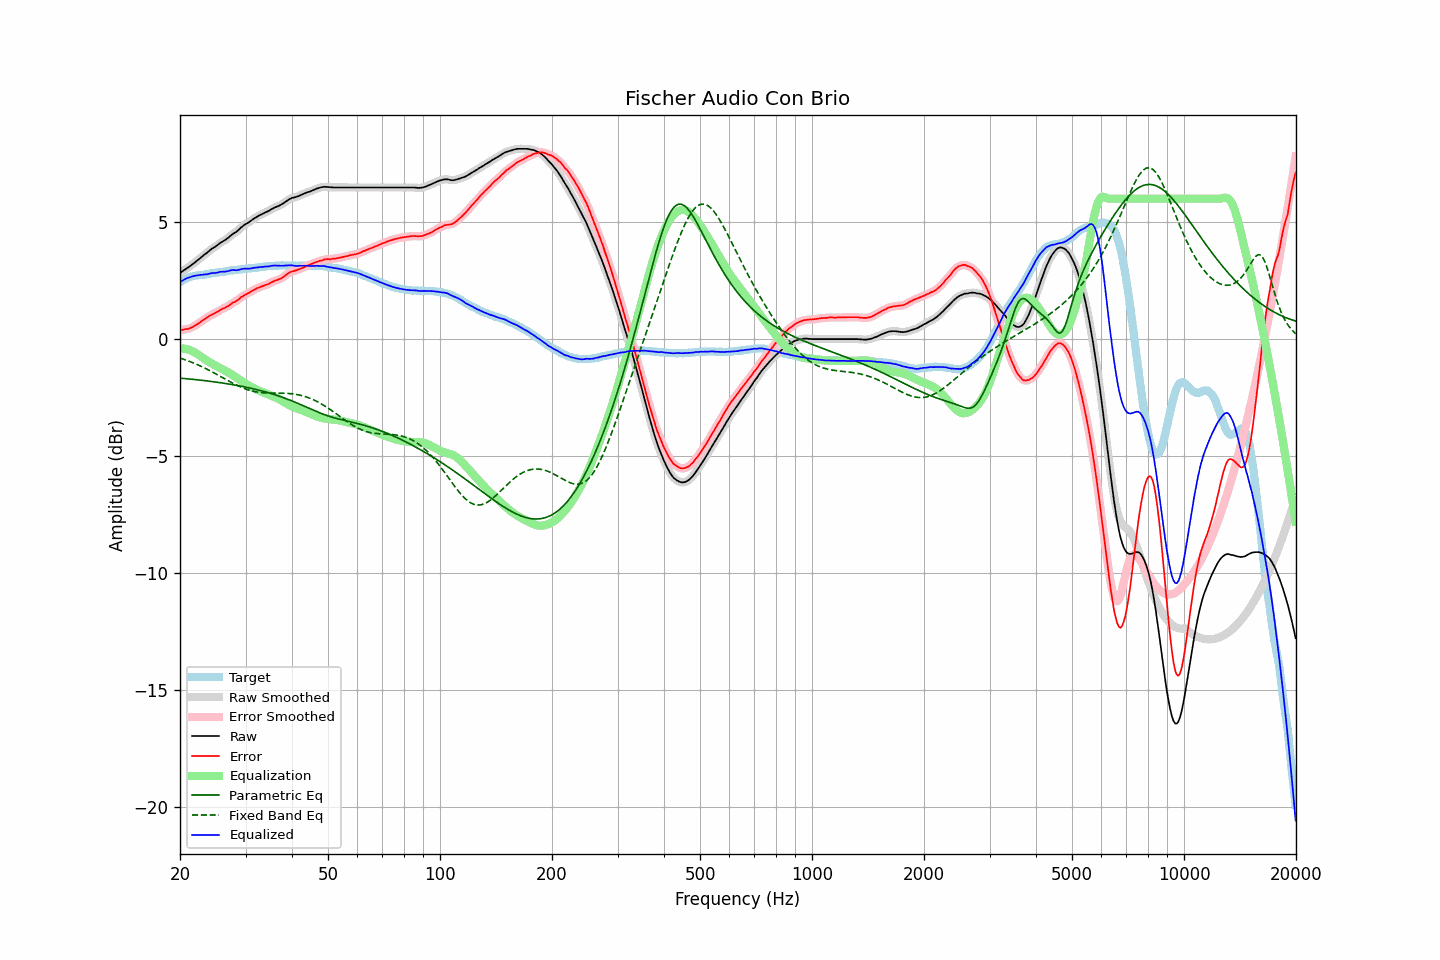 Fischer Audio Con Brio
Amplitude (dBr)
5
0
−5
−10
−15
−20
Target
Raw Smoothed
Error Smoothed
Raw
Error
Equalization
Parametric Eq
Fixed Band Eq
Equalized
20
50
100
200
500
1000
2000
5000
10000
20000
Frequency (Hz)